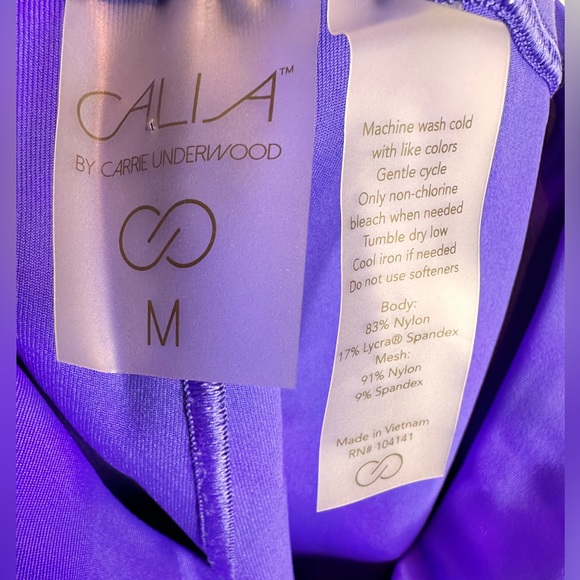 CALIA™
BY CARRIE UNDERWOOD
M
Machine wash cold
with like colors
Gentle cycle
Only non-chlorine
bleach when needed
Tumble dry low
Cool iron if needed
Do not use softeners
Body:
83% Nylon
17% Lycra® Spandex
Mesh:
91% Nylon
9% Spandex
Made in Vietnam
RN# 104141